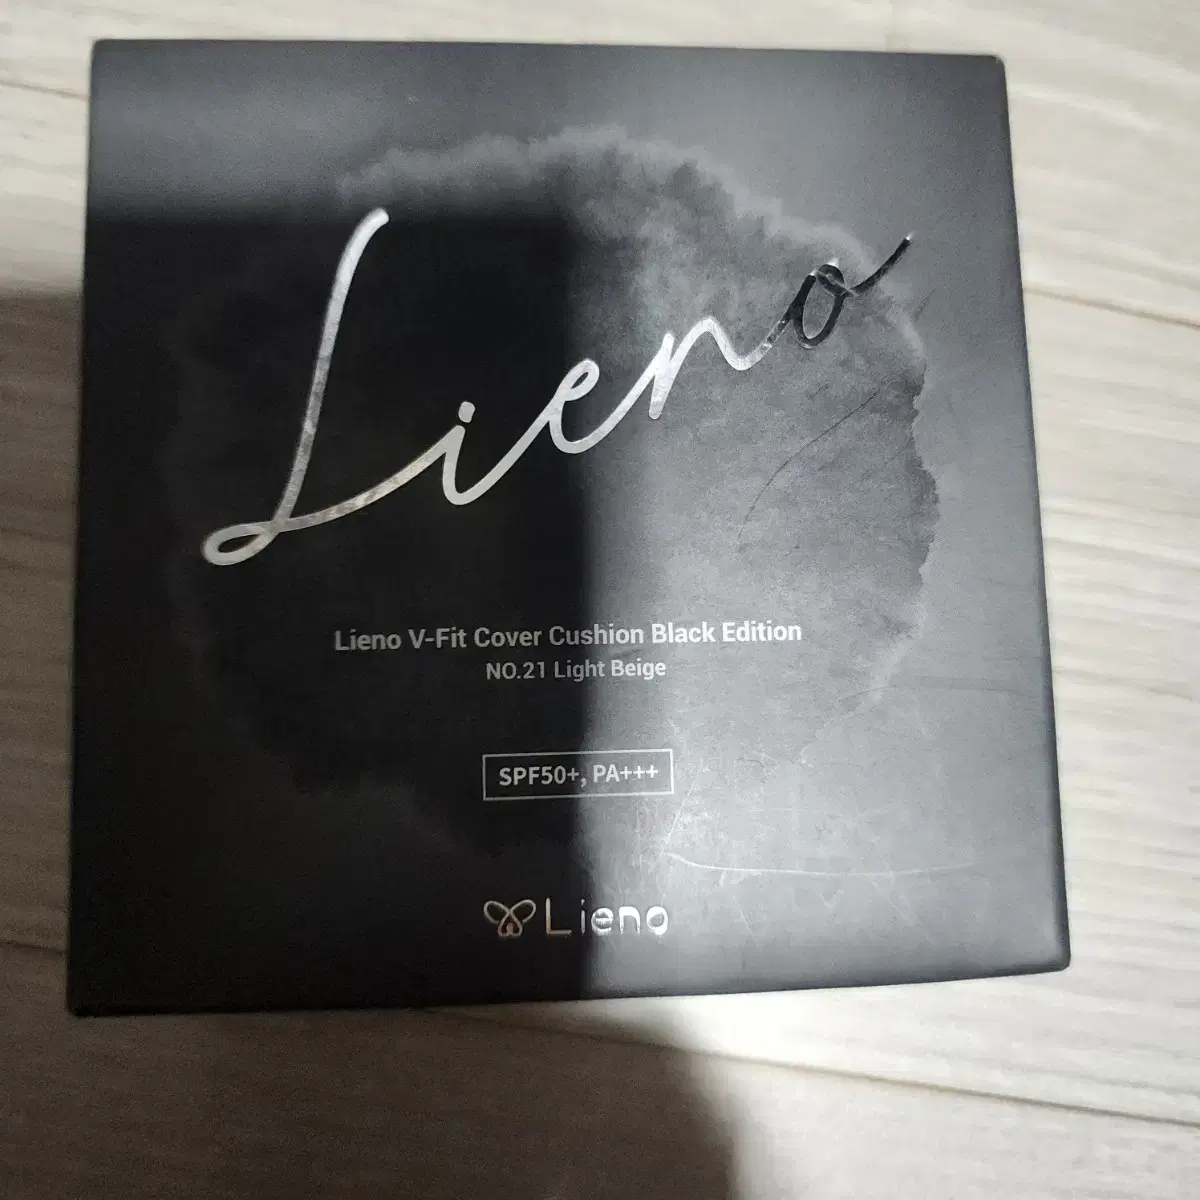 Lieno
Lieno V-Fit Cover Cushion Black Edition
NO.21 Light Beige
SPF50+, PA+++
Lieno